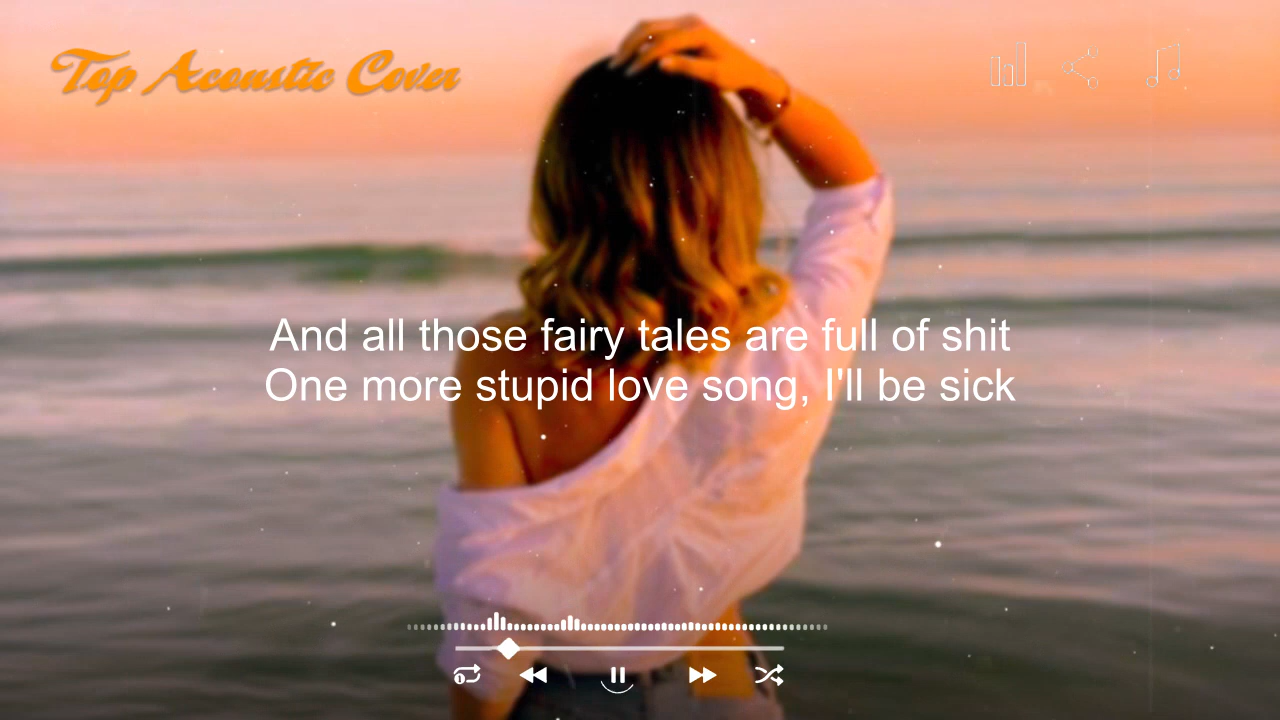 Top Acoustic Cover
And all those fairy tales are full of shit
One more stupid love song, I'll be sick
1